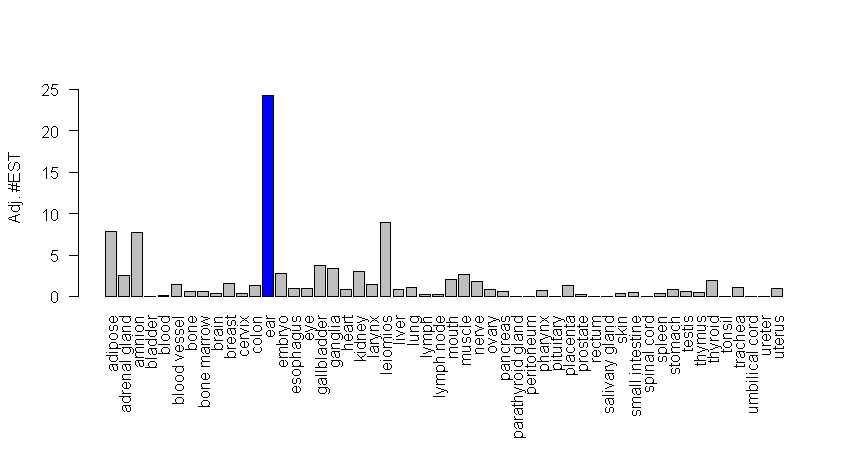 Adj. #EST
25
20
15
10
5
0
adipose
adrenal gland
amnion
bladder
blood
blood vessel
bone
bone marrow
brain
breast
cervix
colon
ear
embryo
esophagus
eye
gallbladder
ganglia
heart
kidney
larynx
leiomios
liver
lung
lymph
lymph node
mouth
muscle
nerve
ovary
pancreas
parathyroid gland
peritoneum
pharynx
pituitary
placenta
prostate
rectum
salivary gland
skin
small intestine
spinal cord
spleen
stomach
testis
thymus
thyroid
tonsil
trachea
umbilical cord
ureter
uterus